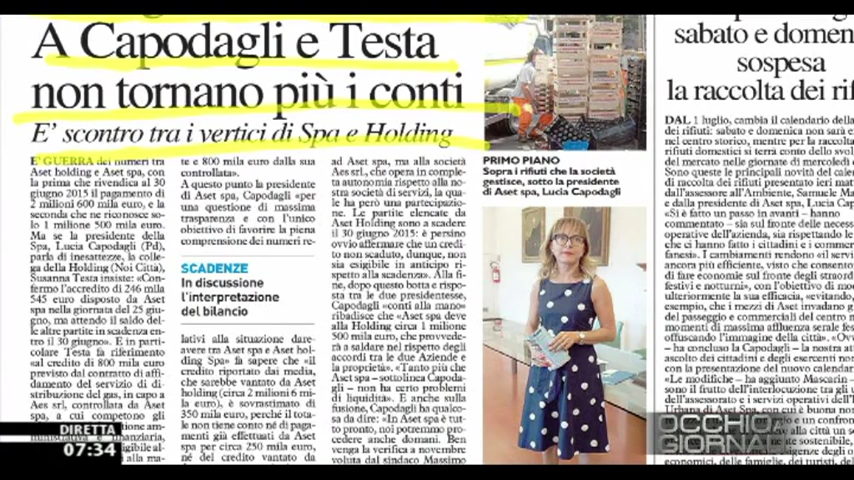 A Capodagli e Testa
non tornano più i conti
E' scontro tra i vertici di Spa e Holding
E' GUERRA dei numeri tra
Aset holding e Aset spa, con
la prima che rivendica al 30
giugno 2015 il pagamento di
2 milioni 600 mila euro, e la
seconda che ne riconosce so-
lo 1 milione 500 mila euro.
Ma se la presidente della
Spa, Lucia Capodagli (Pd),
parla di inesattezze, la colle-
ga della Holding (Noi Città),
Susanna Testa insiste: «Con-
fermo l'accredito di 246 mila
545 euro disposto da Aset
spa nella giornata del 25 giu-
gno, ma attendo il saldo del-
le altre partite in scadenza en-
tro il 30 giugno». E in parti-
colare Testa fa riferimento
«al credito di 800 mila euro
previsto dal contratto di affi-
damento del servizio di di-
stribuzione del gas, in capo a
Aes srl, controllata da Aset
spa, a cui competono gli
te e 800 mila euro dalla sua
controllata».
A questo punto la presidente
di Aset spa, Capodagli «per
una questione di massima
trasparenza e con l'unico
obiettivo di favorire la piena
comprensione dei numeri re-
SCADENZE
In discussione
l'interpretazione
del bilancio
lativi alla situazione dare-
avere tra Aset spa e Aset hol-
ding Spa» fa sapere che «il
credito riportato dai media,
che sarebbe vantato da Aset
holding (circa 2 milioni 6 mi-
la euro), è sovrastimato di
350 mila euro, perché il tota-
le non tiene conto né di paga-
menti già effettuati da Aset
spa per circa 250 mila euro,
né del credito vantato da
ad Aset spa, ma alla società
Aes srl, che opera in comple-
ta autonomia rispetto alla no-
stra società di servizi, la qua-
le ha però una partecipazio-
ne. Le partite elencate da
Aset Holding sono a scadere
il 30 giugno 2015: è persino
ovvio affermare che un credi-
to non scaduto, dunque, non
sia esigibile in anticipo ri-
spetto alla scadenza». Alla fi-
ne, dopo questo botta e rispo-
sta tra le due presidentesse,
Capodagli «conti alla mano»
ribadisce che «Aset spa deve
alla Holding circa 1 milione
500 mila euro, che provvede-
rà a saldare nel rispetto degli
accordi tra le due Aziende e
la proprietà». «Tanto più
che Aset spa – sottolinea Capoda-
gli – non ha certo problemi
di liquidità». E anche sulla
fusione, Capodagli ha qualco-
sa da dire: «In Aset spa è tut-
to pronto, noi potremmo pro-
cedere anche domani. Ben
venga la verifica a novembre
voluta dal sindaco Massimo
PRIMO PIANO
Sopra i rifiuti che la società
gestisce, sotto la presidente
di Aset spa, Lucia Capodagli
sabato e domen
sospesa
la raccolta dei rif
DAL 1 luglio, cambia il calendario della
dei rifiuti: sabato e domenica non sarà e
nel centro storico, mentre per la raccolta
rifiuti domestici si terrà conto dello svol
del mercato nelle giornate di mercoledì e
Sono queste le principali novità del calen
di raccolta dei rifiuti presentato ieri mat
dall'assessore all'Ambiente, Samuele Ma
e dalla presidente di Aset spa, Lucia Cap
«Si è fatto un passo in avanti – hanno
commentato – sia sul fronte delle necess
operative dell'azienda, sia rispettando le
che ci hanno fatto i cittadini e i comme
fanesi». I cambiamenti rendono «il serviz
ancora più efficiente, visto che consente
di fare economie sul fronte degli straord
festivi e notturni», con l'obiettivo di mo
ulteriormente la sua efficacia, «evitando,
esempio, che i mezzi di Aset invadano g
del passeggio e commerciali del centro n
momenti di massima affluenza serale fes
offuscando l'immagine della città». «Ov
– ha concluso la Capodagli – la nostra att
ascolto dei cittadini e degli esercenti non
con la presentazione del nuovo calendar
«Le modifiche – ha aggiunto Mascarin –
sono il frutto dell'interlocuzione tra gli u
dell'assessorato e i servizi operativi dell'I
Urbana di Aset Spa, con cui è buona nor
DIRETTA
07:34
OCCHIO AI
GIORNALI